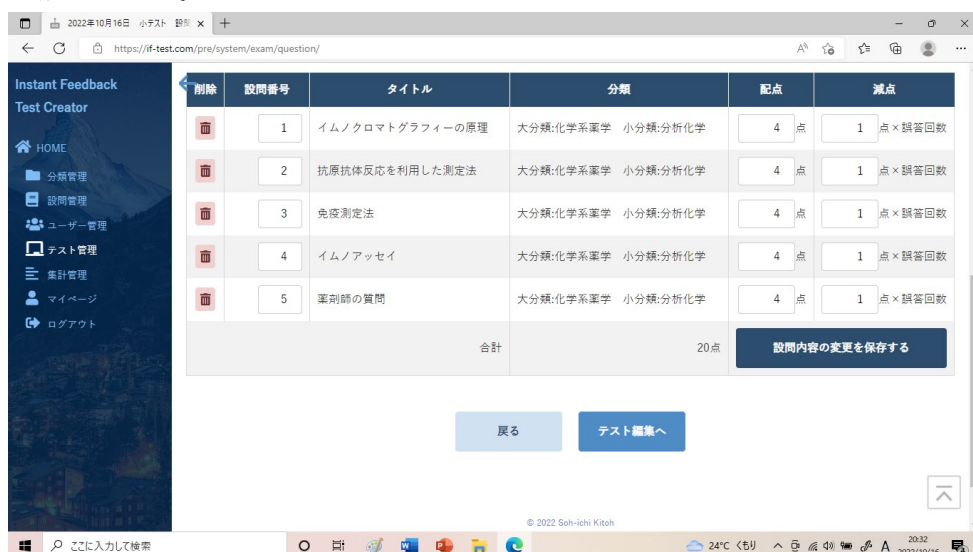 2022年10月16日 小テスト 設問
https://if-test.com/pre/system/exam/question/
Instant Feedback
Test Creator
HOME
分類管理
設問管理
ユーザー管理
テスト管理
集計管理
マイページ
ログアウト
削除 設問番号 タイトル 分類 配点 減点
1 イムノクロマトグラフィーの原理 大分類:化学系薬学 小分類:分析化学 4 点 1 点×誤答回数
2 抗原抗体反応を利用した測定法 大分類:化学系薬学 小分類:分析化学 4 点 1 点×誤答回数
3 免疫測定法 大分類:化学系薬学 小分類:分析化学 4 点 1 点×誤答回数
4 イムノアッセイ 大分類:化学系薬学 小分類:分析化学 4 点 1 点×誤答回数
5 薬剤師の質問 大分類:化学系薬学 小分類:分析化学 4 点 1 点×誤答回数
合計 20点 設問内容の変更を保存する
戻る テスト編集へ
© 2022 Soh-ichi Kitoh
ここに入力して検索
24°C くもり
A
20:32
2022/10/16